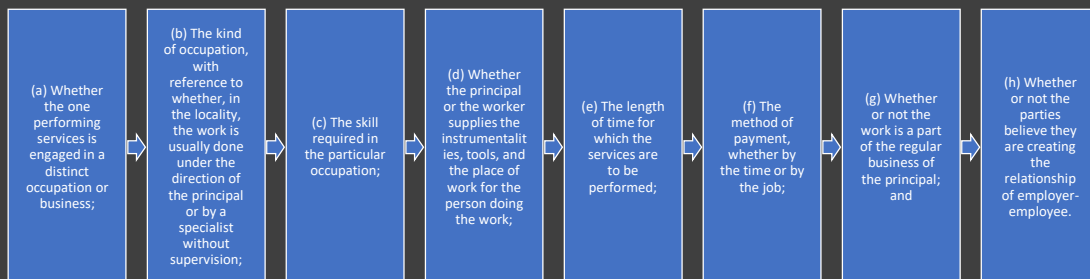 (a) Whether
the one
performing
services is
engaged in a
distinct
occupation or
business;
(b) The kind
of occupation,
with
reference to
whether, in
the locality,
the work is
usually done
under the
direction of
the principal
or by a
specialist
without
supervision;
(c) The skill
required in
the particular
occupation;
(d) Whether
the principal
or the worker
supplies the
instrumentalit
ies, tools, and
the place of
work for the
person doing
the work;
(e) The length
of time for
which the
services are
to be
performed;
(f) The
method of
payment,
whether by
the time or by
the job;
(g) Whether
or not the
work is a part
of the regular
business of
the principal;
and
(h) Whether
or not the
parties
believe they
are creating
the
relationship
of employer-
employee.